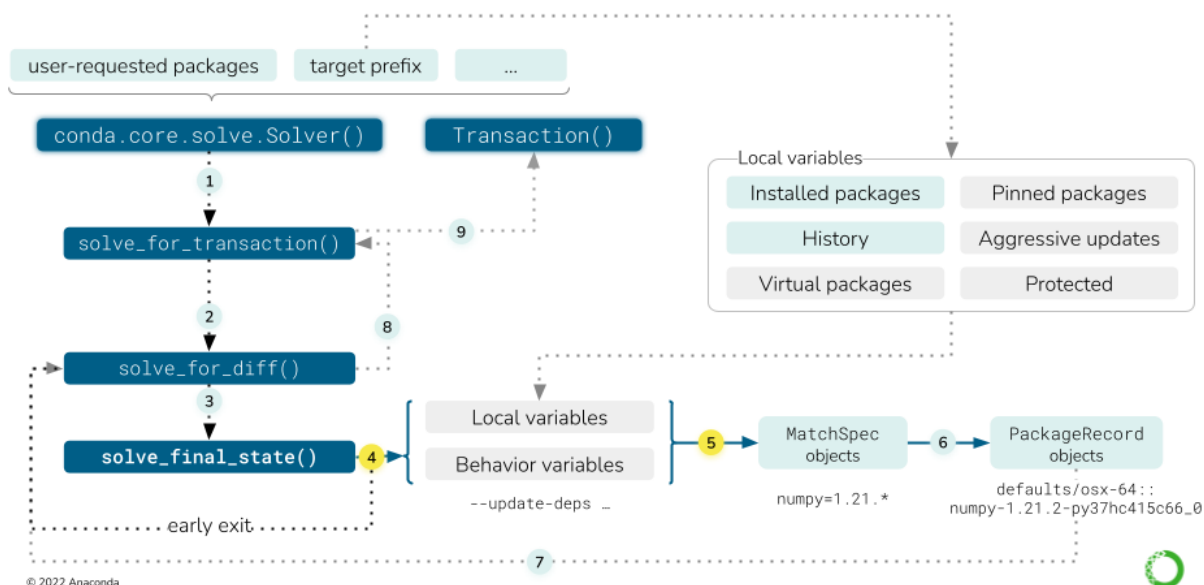 user-requested packages
target prefix
...
conda.core.solve.Solver()
Transaction()
1
solve_for_transaction()
9
2
8
solve_for_diff()
3
solve_final_state()
4
early exit
Local variables
Installed packages
Pinned packages
History
Aggressive updates
Virtual packages
Protected
Local variables
Behavior variables
--update-deps …
5
MatchSpec
objects
numpy=1.21.*
6
PackageRecord
objects
defaults/osx-64::
numpy-1.21.2-py37hc415c66_0
7
© 2022 Anaconda